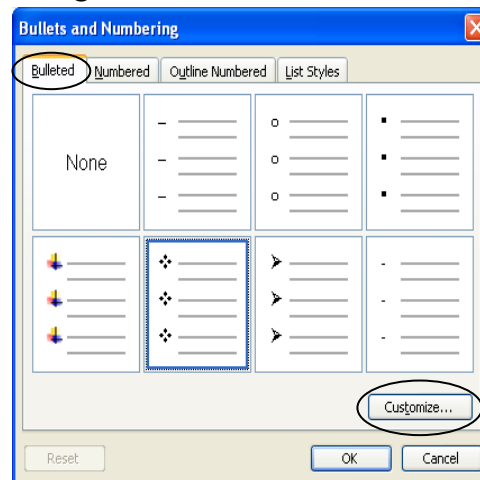 Bullets and Numbering
Bulleted Numbered Outline Numbered List Styles
None
Customize...
Reset OK Cancel